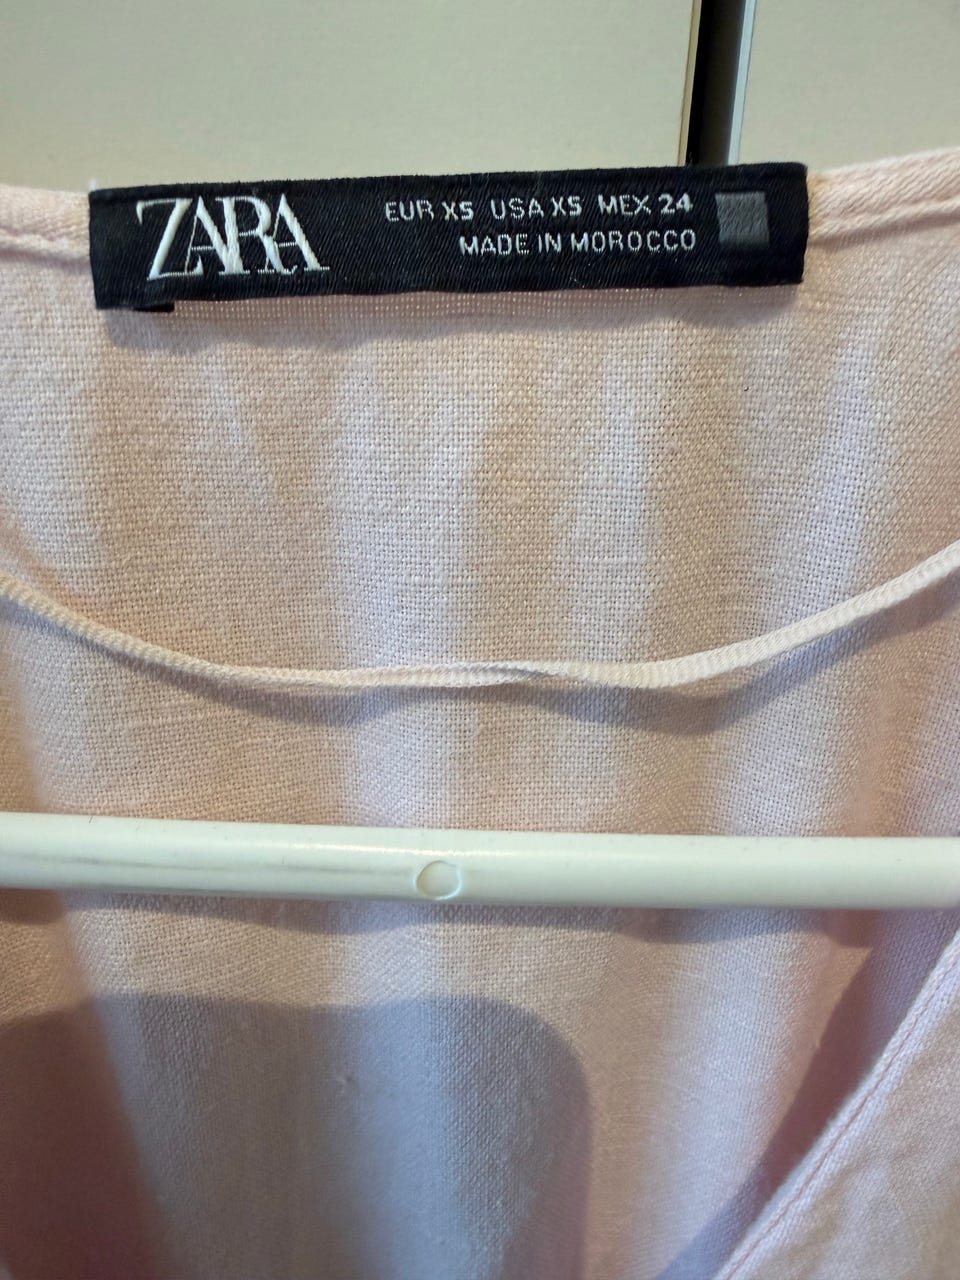 ZARA
EUR XS USA XS MEX 24
MADE IN MOROCCO